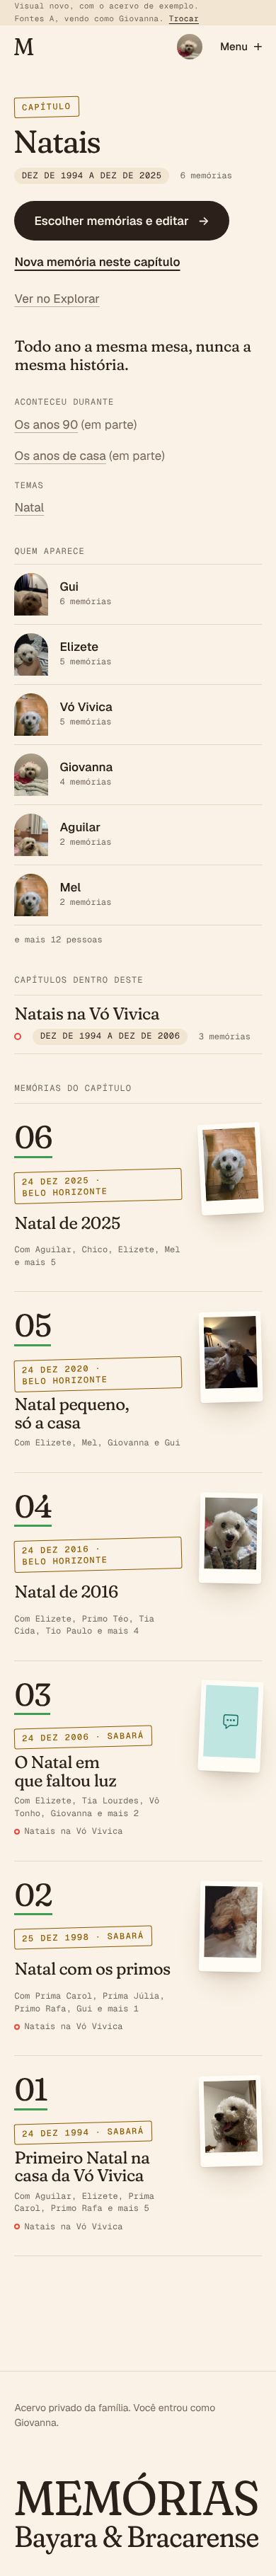 Visual novo, com o acervo de exemplo.
Fontes A, vendo como Giovanna. Trocar
M
Menu +
CAPÍTULO
Natais
DEZ DE 1994 A DEZ DE 2025 6 memórias
Escolher memórias e editar →
Nova memória neste capítulo
Ver no Explorar
Todo ano a mesma mesa, nunca a
mesma história.
ACONTECEU DURANTE
Os anos 90 (em parte)
Os anos de casa (em parte)
TEMAS
Natal
QUEM APARECE
Gui
6 memórias
Elizete
5 memórias
Vó Vivica
5 memórias
Giovanna
4 memórias
Aguilar
2 memórias
Mel
2 memórias
e mais 12 pessoas
CAPÍTULOS DENTRO DESTE
Natais na Vó Vivica
DEZ DE 1994 A DEZ DE 2006 3 memórias
MEMÓRIAS DO CAPÍTULO
06
24 DEZ 2025 ·
BELO HORIZONTE
Natal de 2025
Com Aguilar, Chico, Elizete, Mel
e mais 5
05
24 DEZ 2020 ·
BELO HORIZONTE
Natal pequeno,
só a casa
Com Elizete, Mel, Giovanna e Gui
04
24 DEZ 2016 ·
BELO HORIZONTE
Natal de 2016
Com Elizete, Primo Téo, Tia
Cida, Tio Paulo e mais 4
03
24 DEZ 2006 · SABARÁ
O Natal em
que faltou luz
Com Elizete, Tia Lourdes, Vô
Tonho, Giovanna e mais 2
Natais na Vó Vivica
02
25 DEZ 1998 · SABARÁ
Natal com os primos
Com Prima Carol, Prima Júlia,
Primo Rafa, Gui e mais 1
Natais na Vó Vivica
01
24 DEZ 1994 · SABARÁ
Primeiro Natal na
casa da Vó Vivica
Com Aguilar, Elizete, Prima
Carol, Primo Rafa e mais 5
Natais na Vó Vivica
Acervo privado da família. Você entrou como
Giovanna.
MEMÓRIAS
Bayara & Bracarense